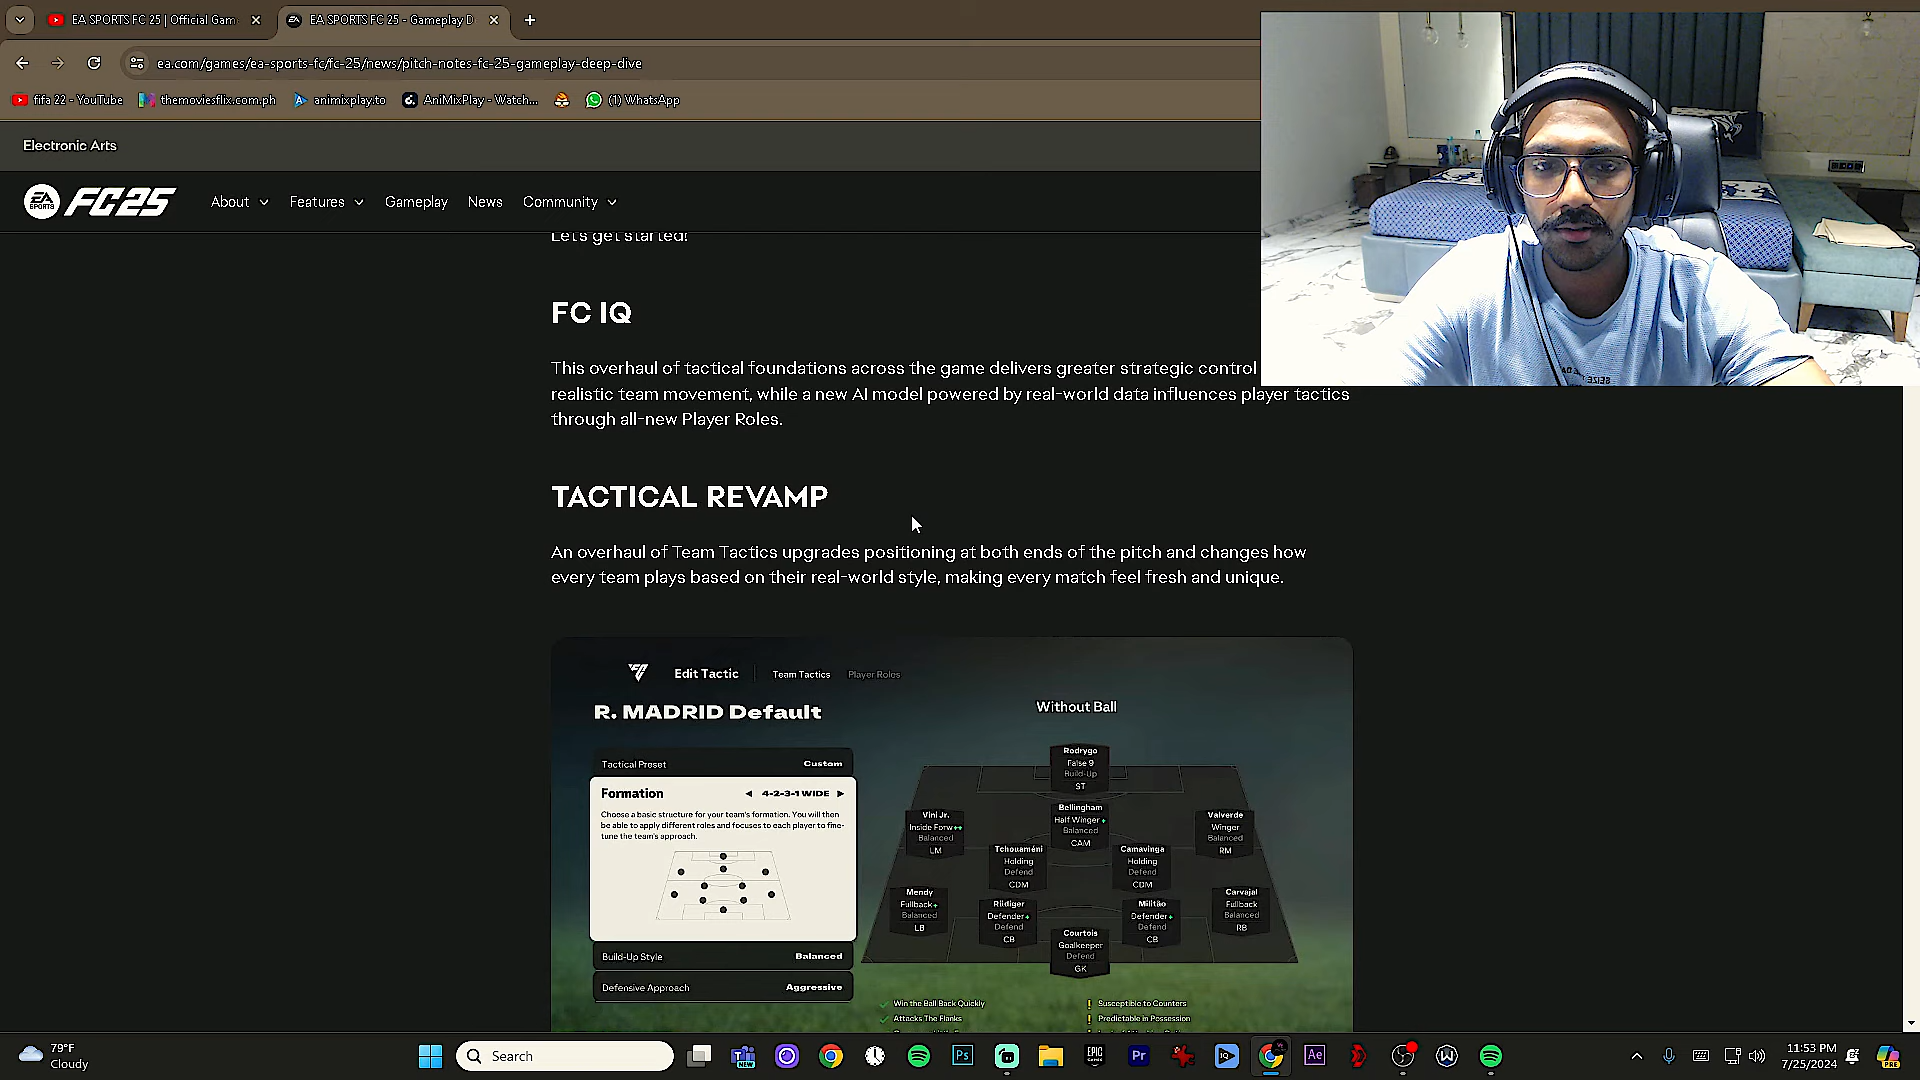 EA SPORTS FC 25 | Official Gam
EA SPORTS FC 25 - Gameplay D
ea.com/games/ea-sports-fc/fc-25/news/pitch-notes-fc-25-gameplay-deep-dive
fifa 22 - YouTube
themoviesflix.com.ph
animixplay.to
AniMixPlay - Watch...
(1) WhatsApp
Electronic Arts
EA SPORTS FC25
About
Features
Gameplay
News
Community
Let's get started!
FC IQ
This overhaul of tactical foundations across the game delivers greater strategic control
realistic team movement, while a new AI model powered by real-world data influences player tactics
through all-new Player Roles.
TACTICAL REVAMP
An overhaul of Team Tactics upgrades positioning at both ends of the pitch and changes how
every team plays based on their real-world style, making every match feel fresh and unique.
Edit Tactic
Team Tactics
Player Roles
R. MADRID Default
Tactical Preset
Custom
Formation
4-2-3-1 WIDE
Choose a basic structure for your team's formation. You will then
be able to apply different roles and focuses to each player to fine-
tune the team's approach.
Build-Up Style
Balanced
Defensive Approach
Aggressive
Without Ball
Rodrygo
False 9
Build-Up
ST
Vini Jr.
Inside Forw++
Balanced
LM
Bellingham
Half Winger+
Balanced
CAM
Valverde
Winger
Balanced
RM
Tchouaméni
Holding
Defend
CDM
Camavinga
Holding
Defend
CDM
Mendy
Fullback+
Balanced
LB
Rüdiger
Defender+
Defend
CB
Militão
Defender+
Defend
CB
Carvajal
Fullback
Balanced
RB
Courtois
Goalkeeper
Defend
GK
Win the Ball Back Quickly
Attacks The Flanks
! Susceptible to Counters
! Predictable in Possession
79°F
Cloudy
Search
NEW
Ps
EPIC
GAMES
Pr
IQ
Ae
W
11:53 PM
7/25/2024
PRE